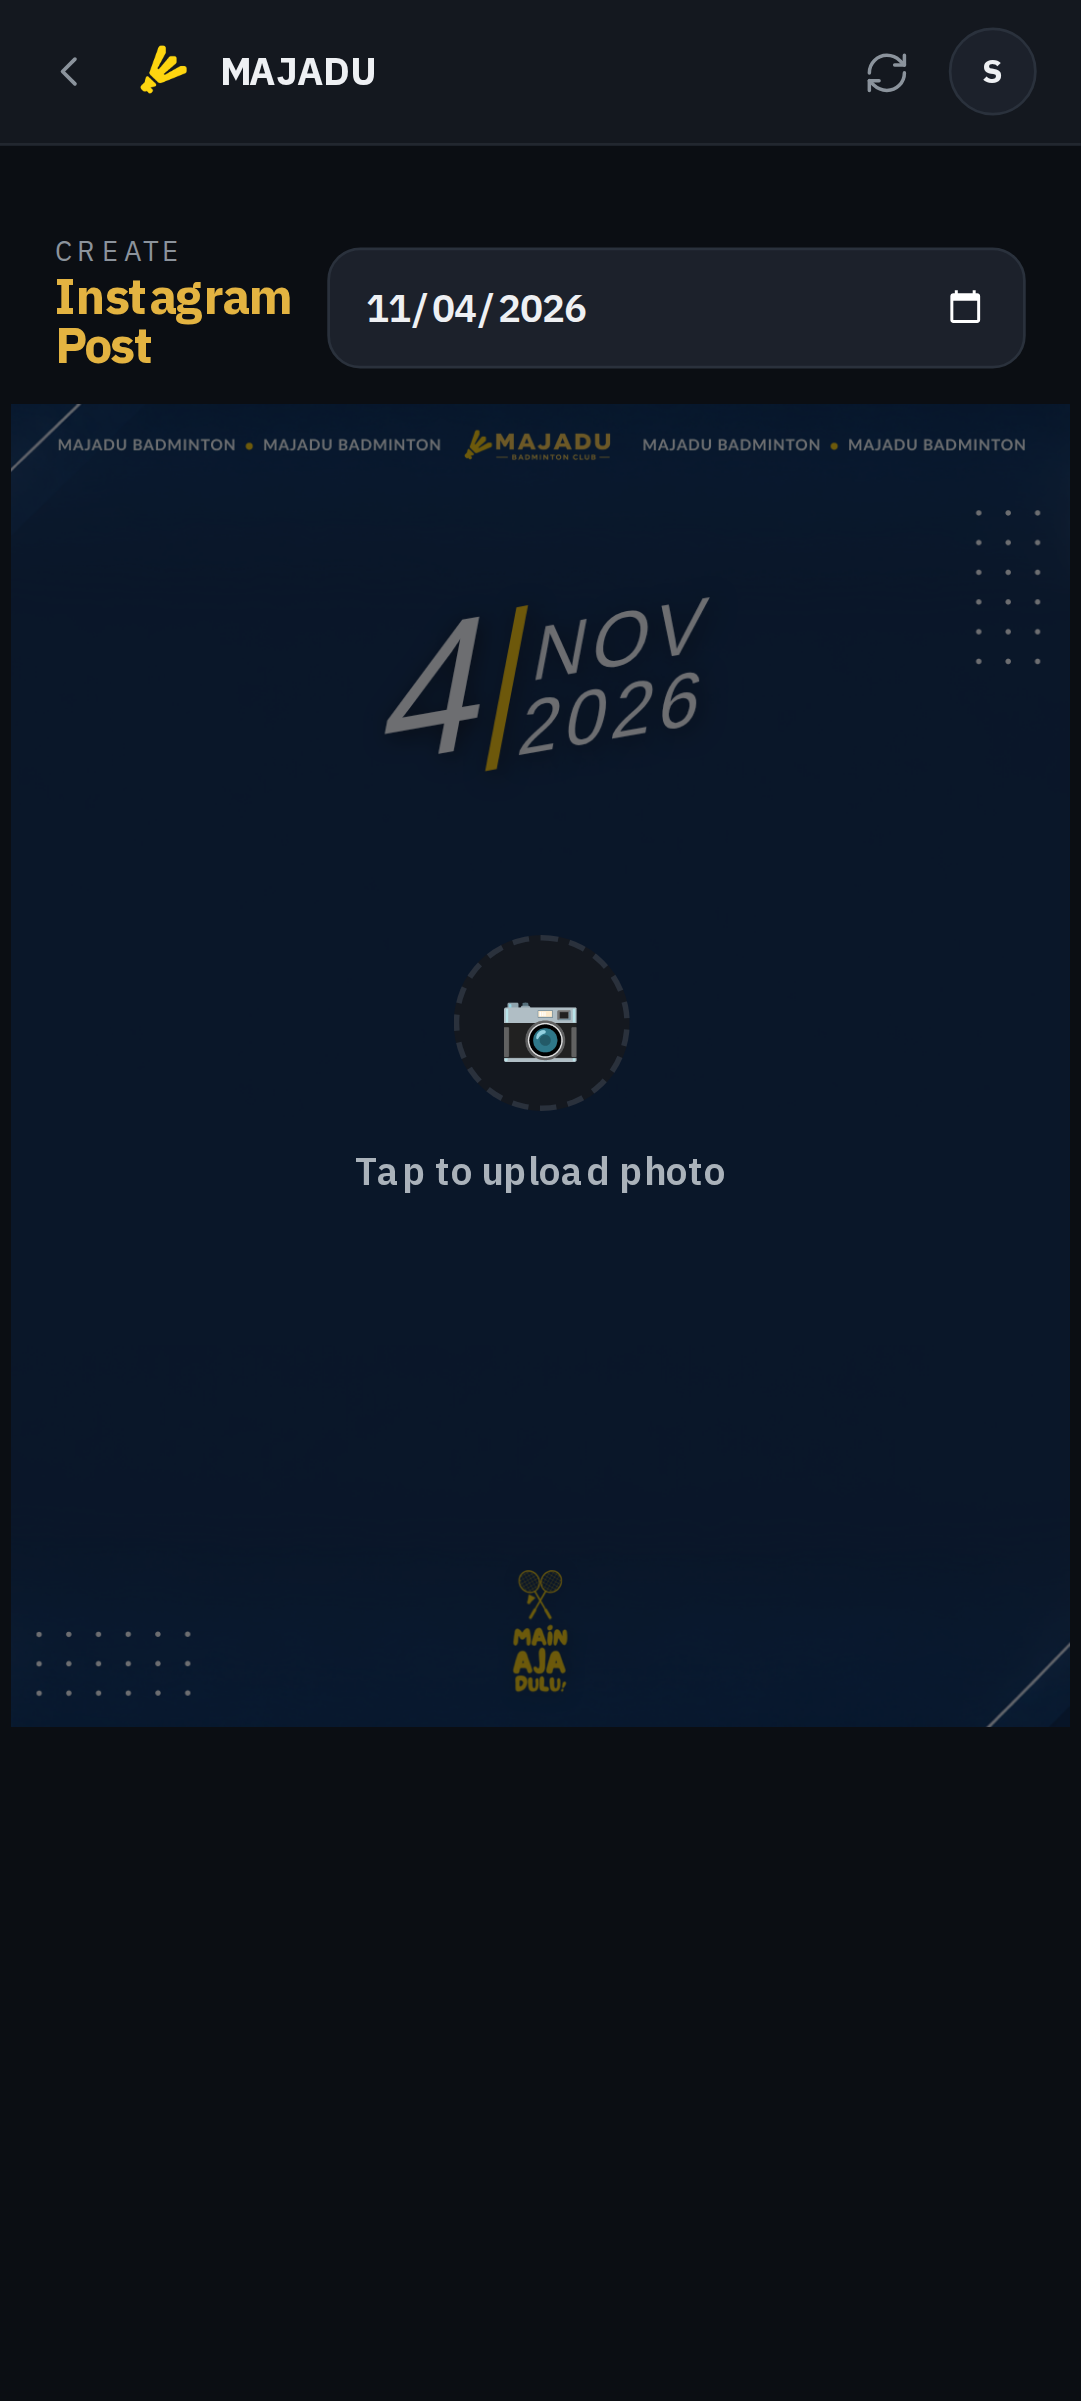 MAJADU
S
CREATE
Instagram
Post
11/04/2026
MAJADU BADMINTON • MAJADU BADMINTON
MAJADU
BADMINTON CLUB
MAJADU BADMINTON • MAJADU BADMINTON
4
NOV
2026
Tap to upload photo
MAIN
AJA
DULU!